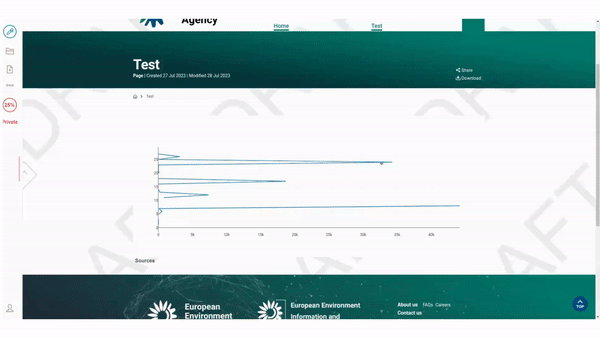 Agency
Home
Test
Test
Page | Created 27 Jul 2023 | Modified 28 Jul 2023
Share
Download
25%
Private
Test
DRAFT
25
20
15
10
5
0
0
5k
10k
15k
20k
25k
30k
35k
40k
Sources
European
Environment
European Environment
Information and
About us
FAQs
Careers
Contact us
TOP